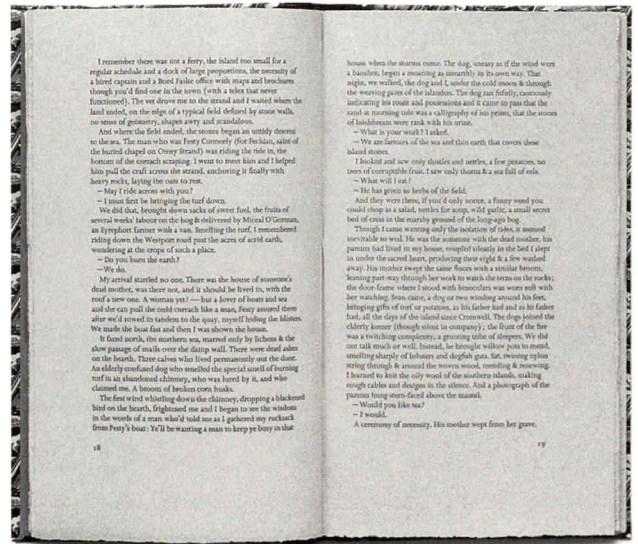 I remember there was not a ferry, the island too small for a
regular schedule and a dock of large proportions, the necessity of
a hired captain and a Bord Failte office with maps and brochures
though you'd find one in the town (with a telex that never
functioned). The vet drove me to the strand and I waited where the
land ended, on the edge of a typical field defined by stone walls,
no sense of geometry, shapes awry and scandalous.
And where the field ended, the stones began an untidy descent
to the sea. The man who was Festy Conneely (for Fechian, saint of
the buried chapel on Omey Strand) was riding the tide in, the
bottom of the currach scraping. I went to meet him and I helped
him pull the craft across the strand, anchoring it finally with
heavy rocks, laying the oars to rest.
– May I ride across with you?
– I must first be bringing the turf down.
We did that, brought down sacks of sweet fuel, the fruits of
several weeks' labour on the bog & delivered by Miceal O'Gorman,
an Eyrephort farmer with a van. Smelling the turf, I remembered
riding down the Westport road past the acres of acrid earth,
wondering at the crops of such a place.
– Do you burn the earth?
– We do.
My arrival startled no one. There was the house of someone's
dead mother, was there not, and it should be lived in, with the
roof a new one. A woman yet! — but a lover of boats and sea
and she can pull the ould currach like a man, Festy assured them
after we'd rowed in tandem to the quay, myself hiding the blisters.
We made the boat fast and then I was shown the house.
It faced north, the northern sea, marred only by lichens & the
slow passage of snails over the damp wall. There were dead ashes
on the hearth. Three calves who lived permanently out the door.
An elderly confused dog who smelled the special smell of burning
turf in an abandoned chimney, who was lured by it, and who
claimed me. A broom of broken corn husks.
The first wind whistling down the chimney, dropping a blackened
bird on the hearth, frightened me and I began to see the wisdom
in the words of a man who'd told me as I gathered my rucksack
from Festy's boat: Ye'll be wanting a man to keep ye busy in that
18
house when the storms come. The dog, uneasy as if the wind were
a banshee, began a moaning as unearthly in its own way. That
night, we walked, the dog and I, under the cold moon & through
the weaving gazes of the islanders. The dog ran fitfully, cautiously
indicating his route and possessions and it came to pass that the
sand at morning tide was a calligraphy of his prints, that the stones
of Inishbream were rank with his urine.
– What is your work? I asked.
– We are farmers of the sea and thin earth that covers these
island stones.
I looked and saw only thistles and nettles, a few potatoes, no
trees of corruptible fruit. I saw only thorns & a sea full of eels.
– What will I eat?
– He has given us herbs of the field.
And they were there, if you'd only notice, a funny weed you
could chop as a salad, nettles for soup, wild garlic, a small secret
bed of cress in the marshy ground of the long-ago bog.
Though I came wanting only the isolation of tides, it seemed
inevitable to wed. He was the someone with the dead mother, his
parents had lived in my house, coupled silently in the bed I slept
in under the sacred heart, producing their eight & a few washed
away. His mother swept the same floors with a similar broom,
leaning part-way through her work to watch the terns on the rocks;
the door-frame where I stood with binoculars was worn soft with
her watching. Sean came, a dog or two winding around his feet,
bringing gifts of turf or potatoes, as his father had and as his father
had, all the days of the island since Cromwell. The dogs joined the
elderly kerner (though silent in company); the front of the fire
was a twitching complexity, a grunting tribe of sleepers. We did
not talk much or well. Instead, he brought willow pots to mend,
smelling sharply of lobsters and dogfish guts. Sat, twining nylon
string through & around the woven wood, mending & renewing.
I learned to knit the oily wool of the southern islands, making
rough cables and designs in the silence. And a photograph of the
parents hung stern-faced above the mantel.
– Would you like tea?
– I would.
A ceremony of necessity. His mother wept from her grave,
19